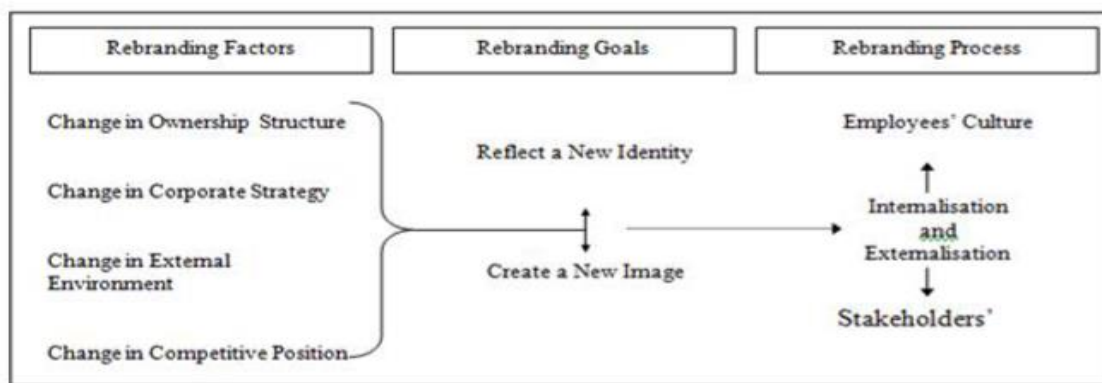 Rebranding Factors
Rebranding Goals
Rebranding Process
Change in Ownership Structure
Change in Corporate Strategy
Change in External
Environment
Change in Competitive Position
Reflect a New Identity
Create a New Image
Employees' Culture
Internalisation
and
Externalisation
Stakeholders'